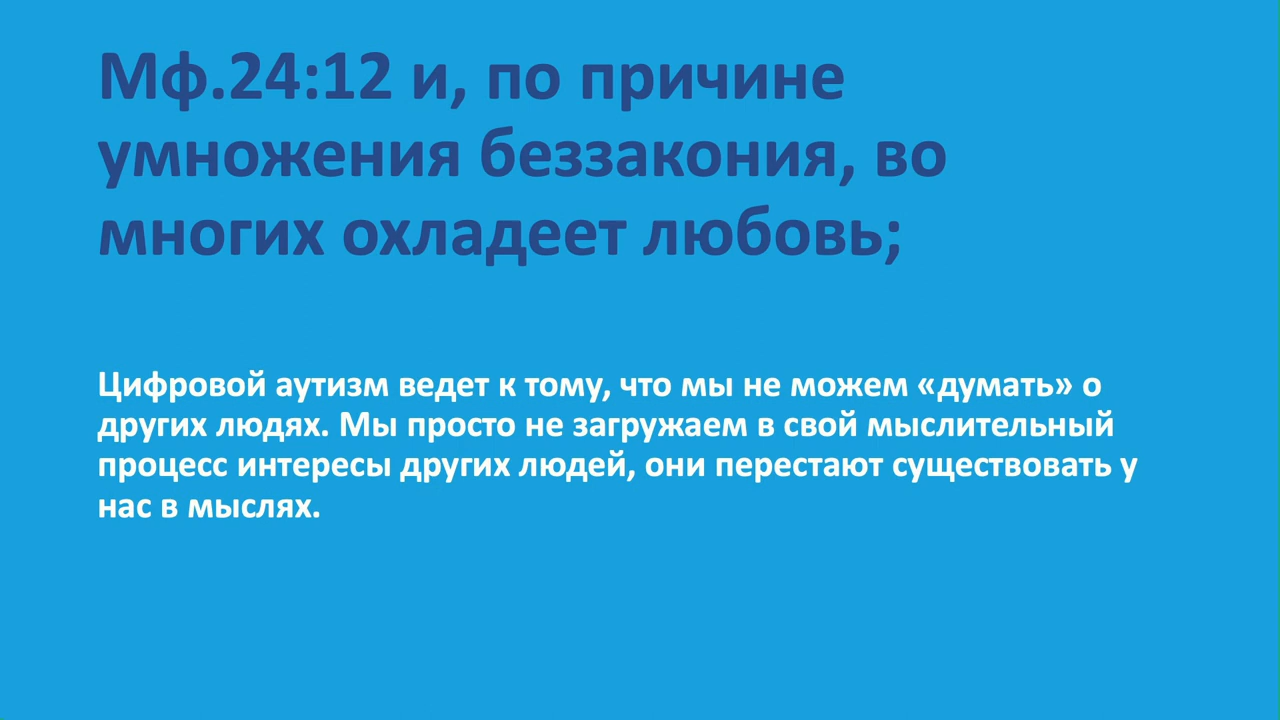 Мф.24:12 и, по причине
умножения беззакония, во
многих охладеет любовь;
Цифровой аутизм ведет к тому, что мы не можем «думать» о
других людях. Мы просто не загружаем в свой мыслительный
процесс интересы других людей, они перестают существовать у
нас в мыслях.